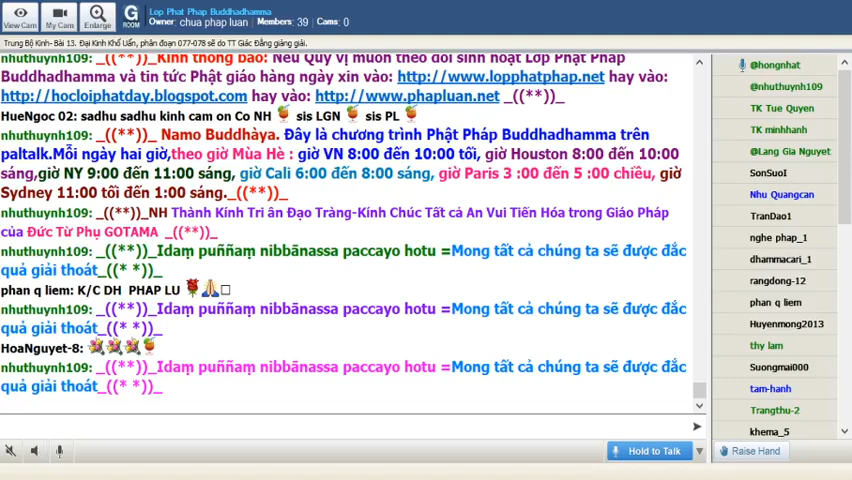 View Cam
My Cam
Enlarge
G
ROOM
Lop Phat Phap Buddhadhamma
Owner: chua phap luan Members: 39 Cams: 0
Trung Bộ Kinh- Bài 13. Đại Kinh Khổ Uẩn, phân đoạn 077-078 sẽ do TT Giác Đẳng giảng giải.
nhuthuynh109: _((**)_ Kính thông báo: Nếu Quý vị muốn theo dõi sinh hoạt Lớp Phật Pháp
Buddhadhamma và tin tức Phật giáo hàng ngày xin vào: http://www.lopphatphap.net hay vào:
http://hocloiphatday.blogspot.com hay vào: http://www.phapluan.net _((**)_
HueNgoc 02: sadhu sadhu kinh cam on Co NH sis LGN sis PL
nhuthuynh109: _((**)_ Namo Buddhàya. Đây là chương trình Phật Pháp Buddhadhamma trên
paltalk.Mỗi ngày hai giờ,theo giờ Mùa Hè : giờ VN 8:00 đến 10:00 tối, giờ Houston 8:00 đến 10:00
sáng,giờ NY 9:00 đến 11:00 sáng, giờ Cali 6:00 đến 8:00 sáng, giờ Paris 3 :00 đến 5 :00 chiều, giờ
Sydney 11:00 tối đến 1:00 sáng._((**)_
nhuthuynh109: _((**)_NH Thành Kính Tri ân Đạo Tràng-Kính Chúc Tất cả An Vui Tiến Hóa trong Giáo Pháp
của Đức Từ Phụ GOTAMA _((**)_
nhuthuynh109: _((**)_Idaṃ puññaṃ nibbānassa paccayo hotu =Mong tất cả chúng ta sẽ được đắc
quả giải thoát_((* *)_
phan q liem: K/C DH PHAP LU
nhuthuynh109: _((**)_Idaṃ puññaṃ nibbānassa paccayo hotu =Mong tất cả chúng ta sẽ được đắc
quả giải thoát_((* *)_
HoaNguyet-8:
nhuthuynh109: _((**)_Idaṃ puññaṃ nibbānassa paccayo hotu =Mong tất cả chúng ta sẽ được đắc
quả giải thoát_((* *)_
Hold to Talk
@hongnhat
@nhuthuynh109
TK Tue Quyen
TK minhhanh
@Lang Gia Nguyet
SonSuoI
Nhu Quangcan
TranDao1
nghe phap_1
dhammacari_1
rangdong-12
phan q liem
Huyenmong2013
thy lam
Suongmai000
tam-hanh
Trangthu-2
khema_5
Raise Hand